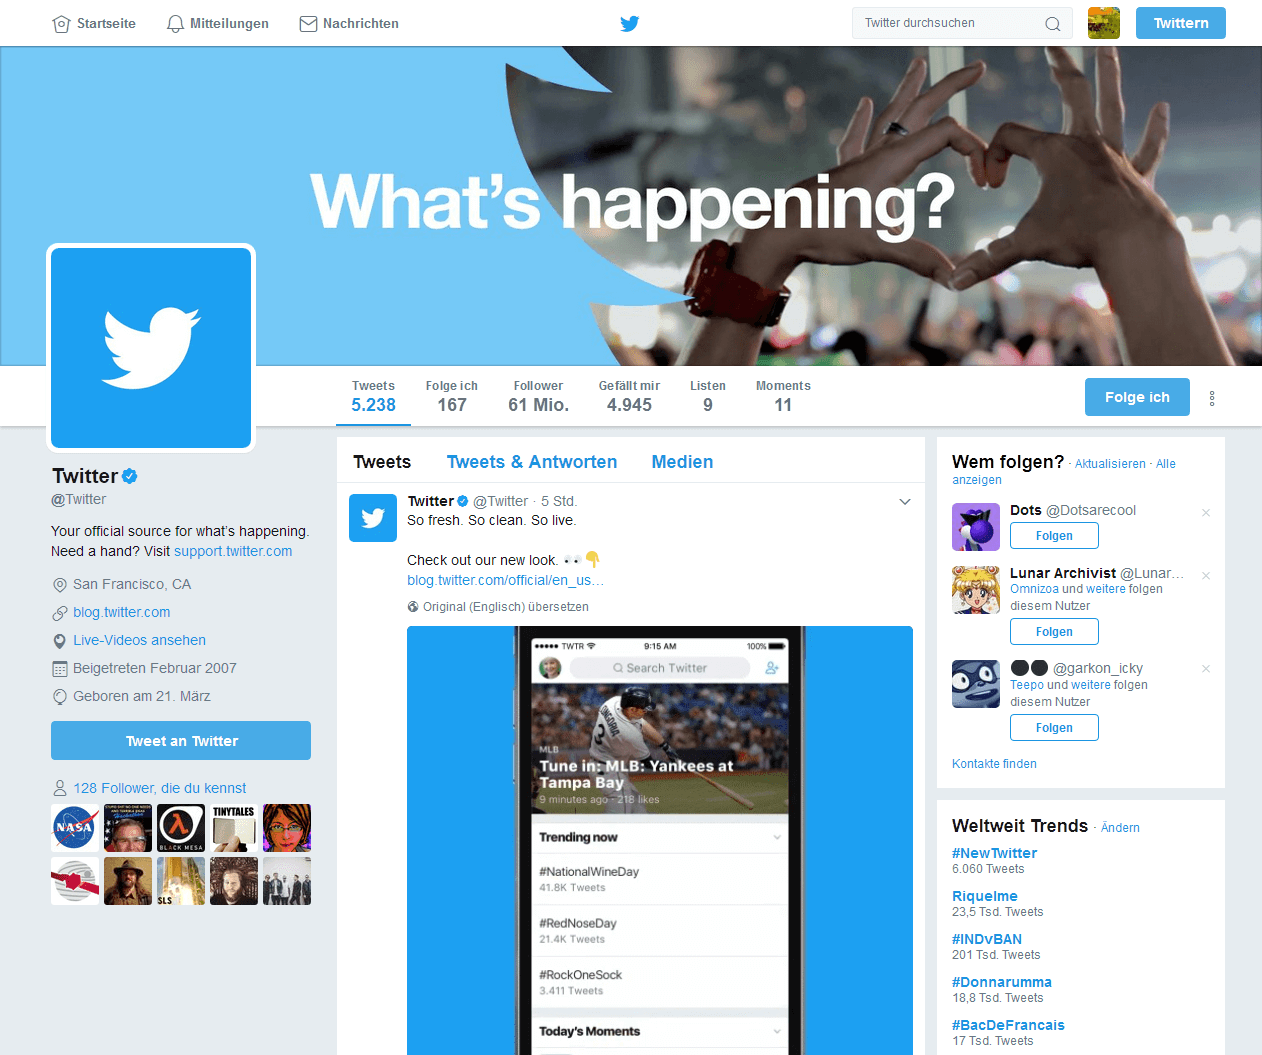 Startseite
Mitteilungen
Nachrichten
Twitter durchsuchen
Twittern
What's happening?
Tweets
5.238
Folge ich
167
Follower
61 Mio.
Gefällt mir
4.945
Listen
9
Moments
11
Folge ich
Twitter
@Twitter
Your official source for what's happening.
Need a hand? Visit support.twitter.com
San Francisco, CA
blog.twitter.com
Live-Videos ansehen
Beigetreten Februar 2007
Geboren am 21. März
Tweet an Twitter
128 Follower, die du kennst
NASA
BLACK MESA
TINYTALES
SLS
Tweets
Tweets & Antworten
Medien
Twitter @Twitter · 5 Std.
So fresh. So clean. So live.
Check out our new look. 👀👇
blog.twitter.com/official/en_us…
Original (Englisch) übersetzen
TWTR
9:15 AM
100%
Search Twitter
LONGORIA
3
MLB
Tune in: MLB: Yankees at
Tampa Bay
9 minutes ago · 218 likes
Trending now
#NationalWineDay
41.8K Tweets
#RedNoseDay
21.4K Tweets
#RockOneSock
3.411 Tweets
Today's Moments
Wem folgen? · Aktualisieren · Alle
anzeigen
Dots @Dotsarecool
Folgen
Lunar Archivist @Lunar…
Omnizoa und weitere folgen
diesem Nutzer
Folgen
⚫⚫ @garkon_icky
Teepo und weitere folgen
diesem Nutzer
Folgen
Kontakte finden
Weltweit Trends · Ändern
#NewTwitter
6.060 Tweets
Riquelme
23,5 Tsd. Tweets
#INDvBAN
201 Tsd. Tweets
#Donnarumma
18,8 Tsd. Tweets
#BacDeFrancais
17 Tsd. Tweets